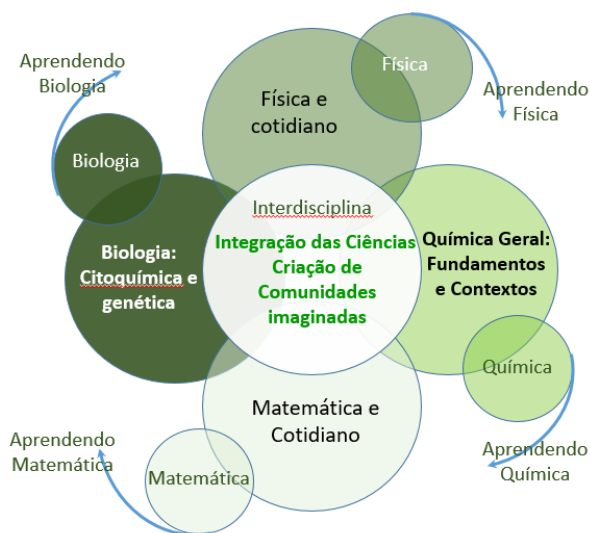 Aprendendo
Biologia
Física
Aprendendo
Física
Física e
cotidiano
Biologia
Interdisciplina
Integração das Ciências
Criação de
Comunidades
imaginadas
Biologia:
Citoquímica e
genética
Química Geral:
Fundamentos
e Contextos
Química
Matemática e
Cotidiano
Aprendendo
Matemática
Matemática
Aprendendo
Química